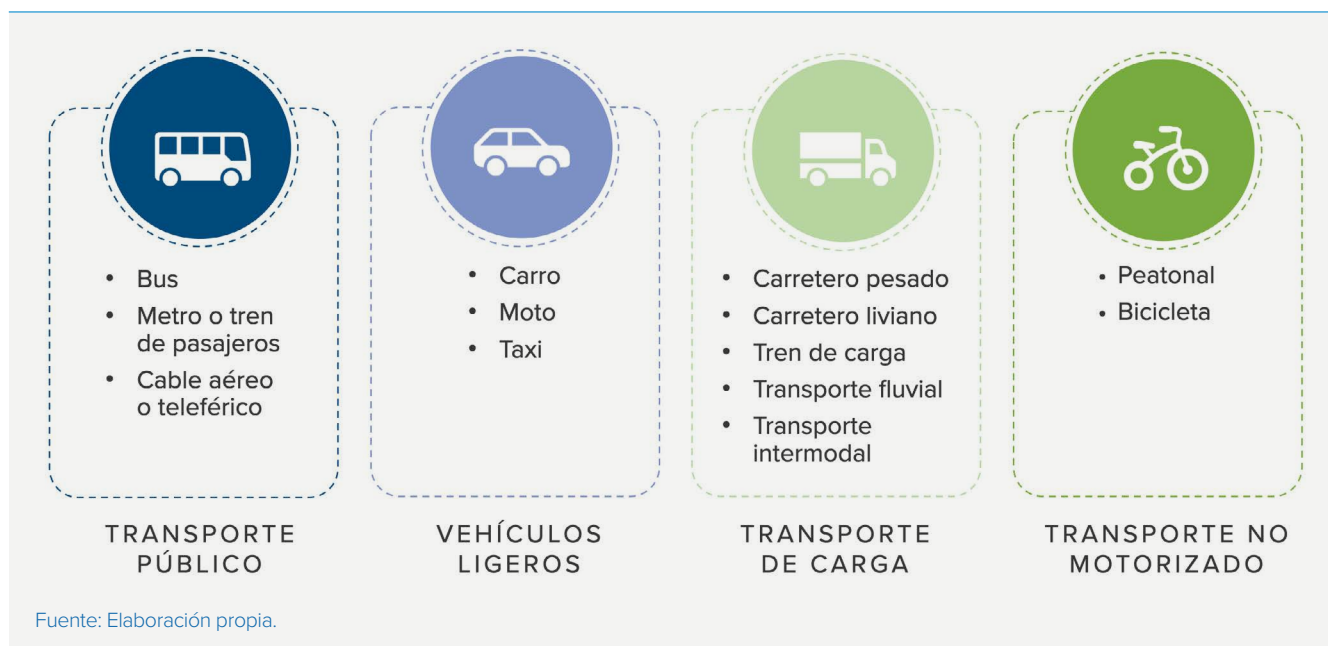 • Bus
• Metro o tren
de pasajeros
• Cable aéreo
o teleférico
TRANSPORTE
PÚBLICO
• Carro
• Moto
• Taxi
VEHÍCULOS
LIGEROS
• Carretero pesado
• Carretero liviano
• Tren de carga
• Transporte fluvial
• Transporte
intermodal
TRANSPORTE
DE CARGA
• Peatonal
• Bicicleta
TRANSPORTE NO
MOTORIZADO
Fuente: Elaboración propia.